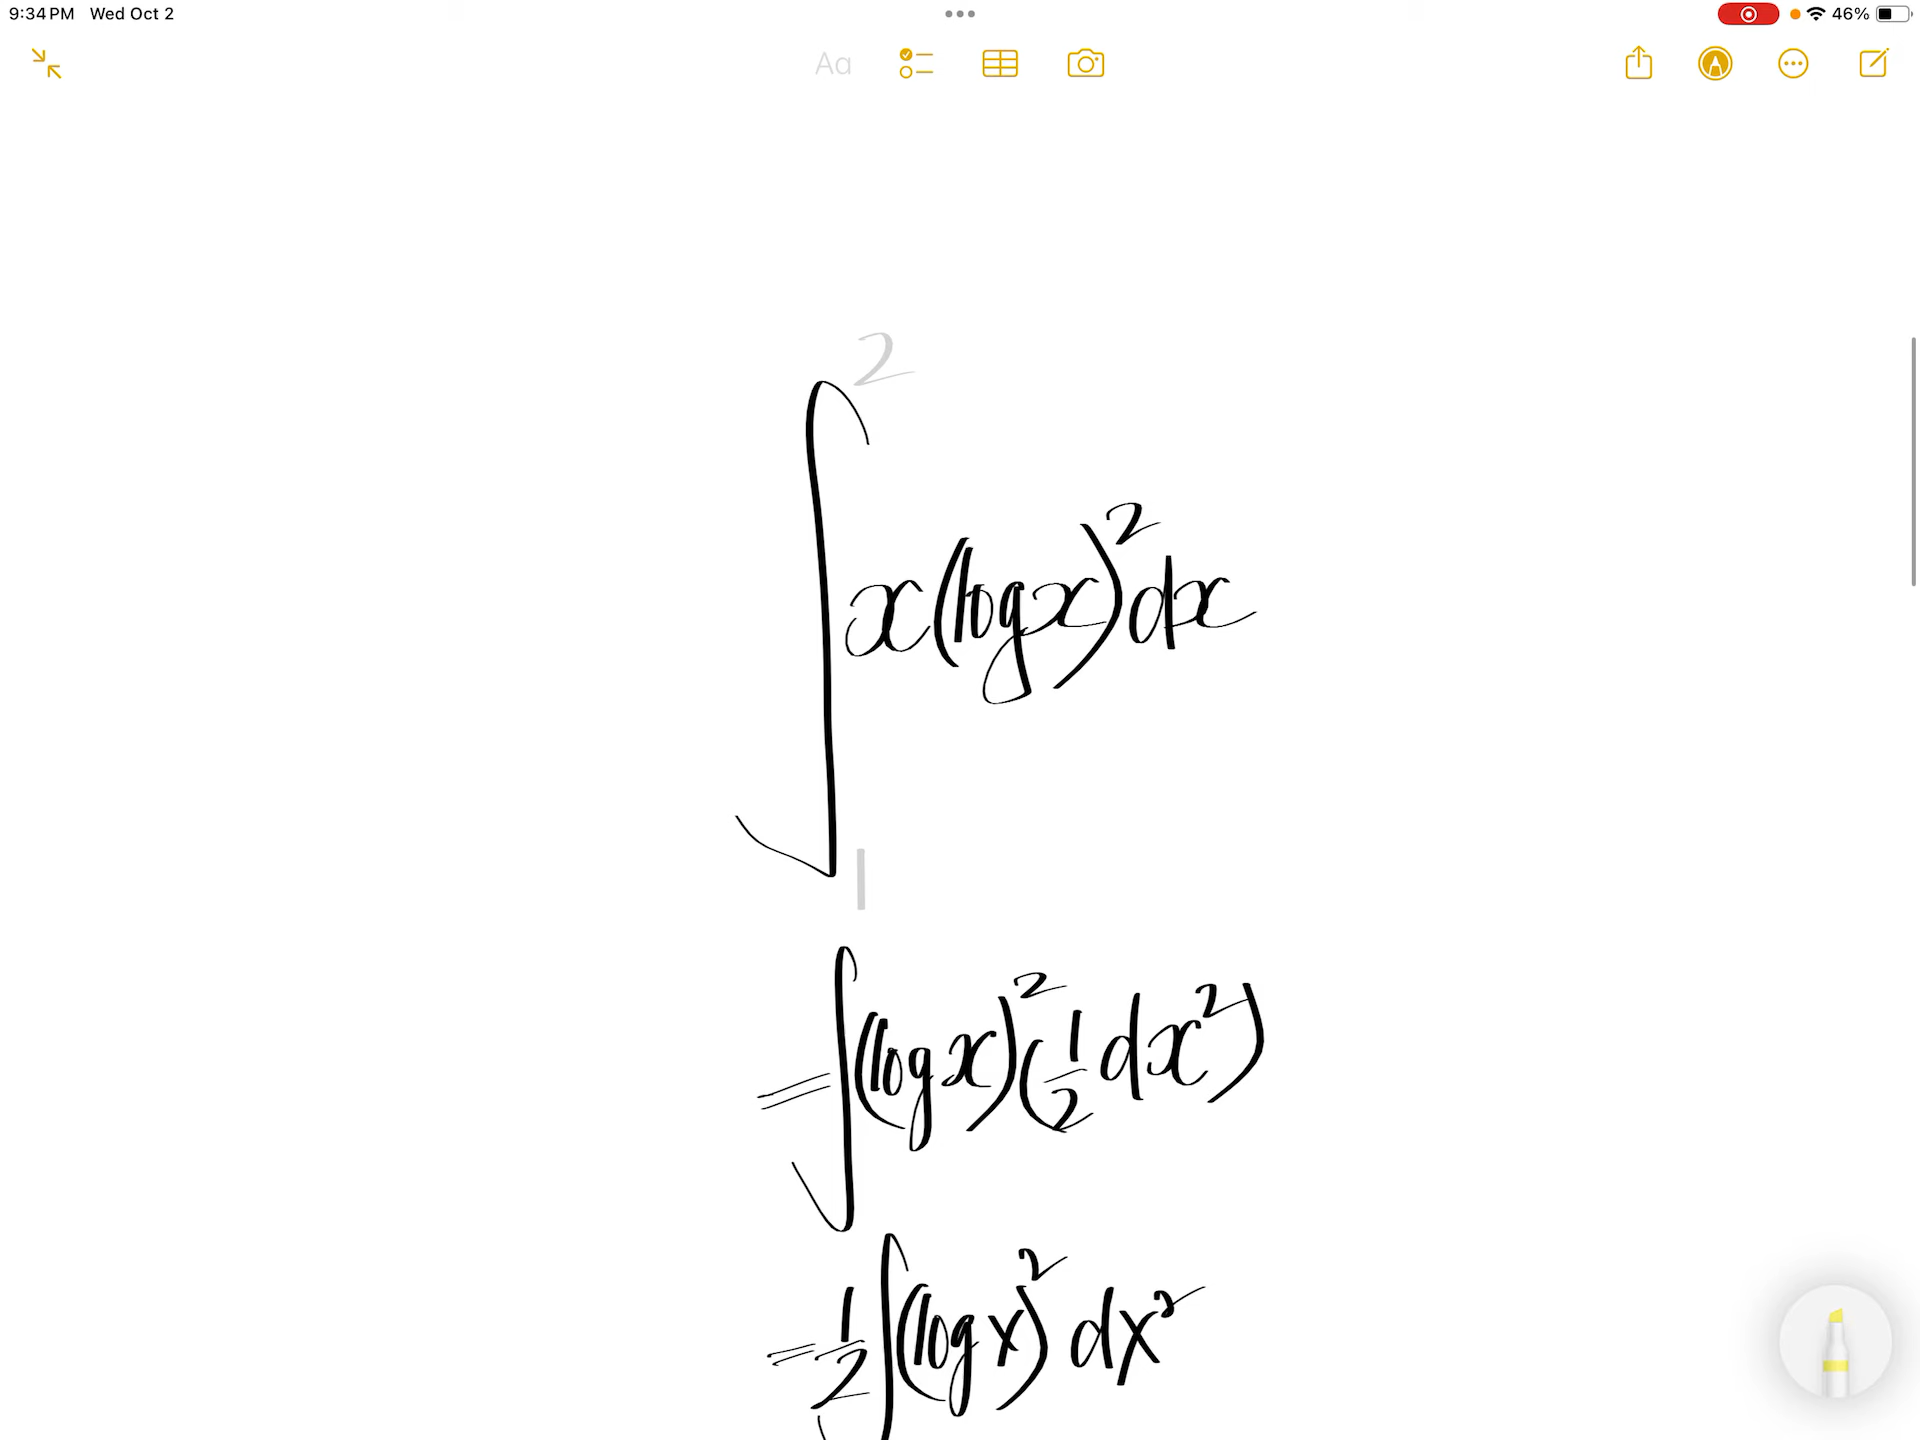 9:34 PM Wed Oct 2
46%
Aa
2
∫ x(log x)² dx
1
= ∫ (log x)² (1/2 dx²)
= 1/2 ∫ (log x)² dx²